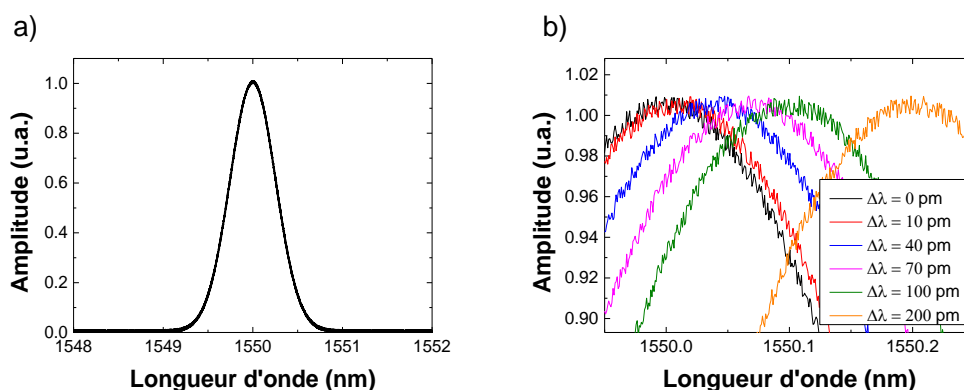 a)
Amplitude (u.a.)
1.0
0.8
0.6
0.4
0.2
0.0
1548
1549
1550
1551
1552
Longueur d'onde (nm)
b)
Amplitude (u.a.)
1.02
1.00
0.98
0.96
0.94
0.92
0.90
Δλ = 0 pm
Δλ = 10 pm
Δλ = 40 pm
Δλ = 70 pm
Δλ = 100 pm
Δλ = 200 pm
1550.0
1550.1
1550.2
Longueur d'onde (nm)